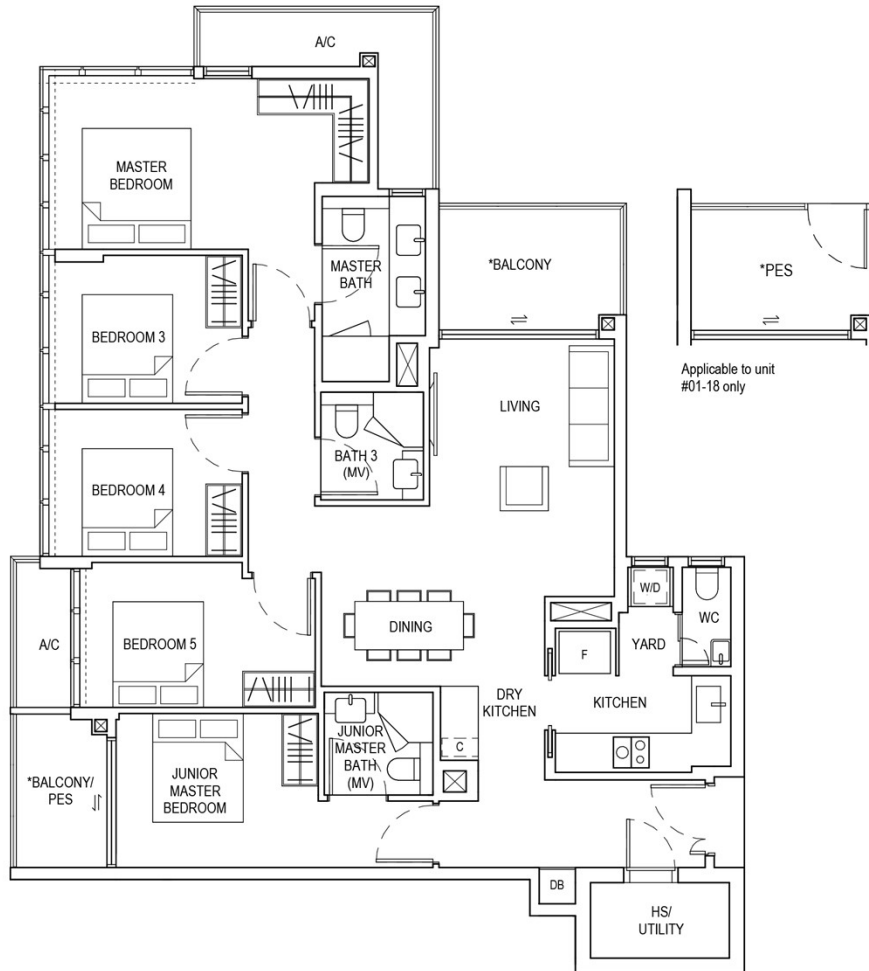 A/C
MASTER
BEDROOM
MASTER
BATH
*BALCONY
*PES
BEDROOM 3
Applicable to unit
#01-18 only
LIVING
BATH 3
(MV)
BEDROOM 4
W/D
WC
A/C
BEDROOM 5
DINING
F
YARD
DRY
KITCHEN
KITCHEN
C
JUNIOR
MASTER
BATH
(MV)
*BALCONY/
PES
JUNIOR
MASTER
BEDROOM
DB
HS/
UTILITY